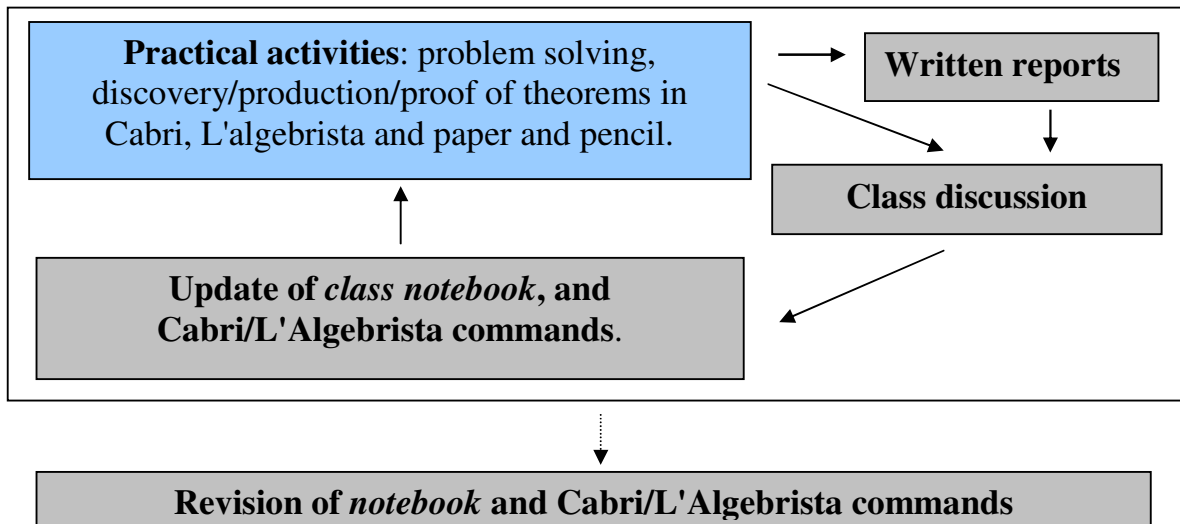 Practical activities: problem solving,
discovery/production/proof of theorems in
Cabri, L'algebrista and paper and pencil.
Written reports
Class discussion
Update of class notebook, and
Cabri/L'Algebrista commands.
Revision of notebook and Cabri/L'Algebrista commands